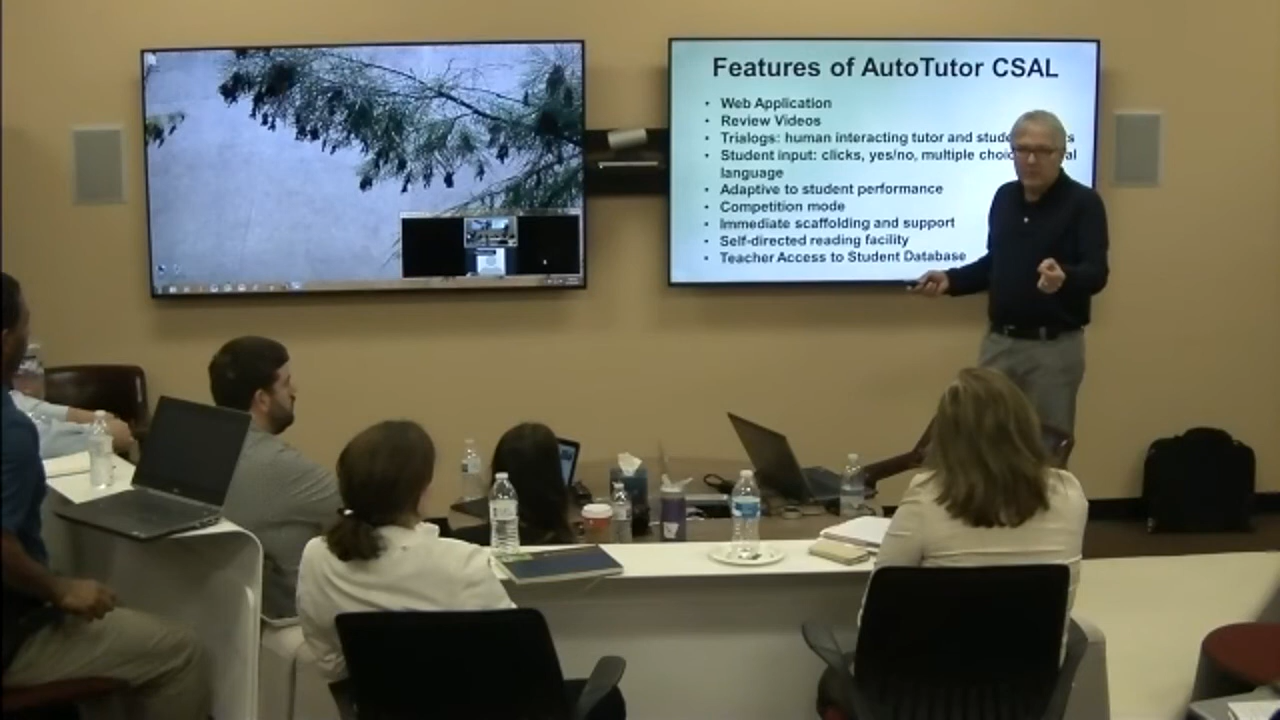 Features of AutoTutor CSAL
• Web Application
• Review Videos
• Trialogs: human interacting tutor and
• Student input: clicks, yes/no, multiple
language
• Adaptive to student performance
• Competition mode
• Immediate scaffolding and support
• Self-directed reading facility
• Teacher Access to Student Database